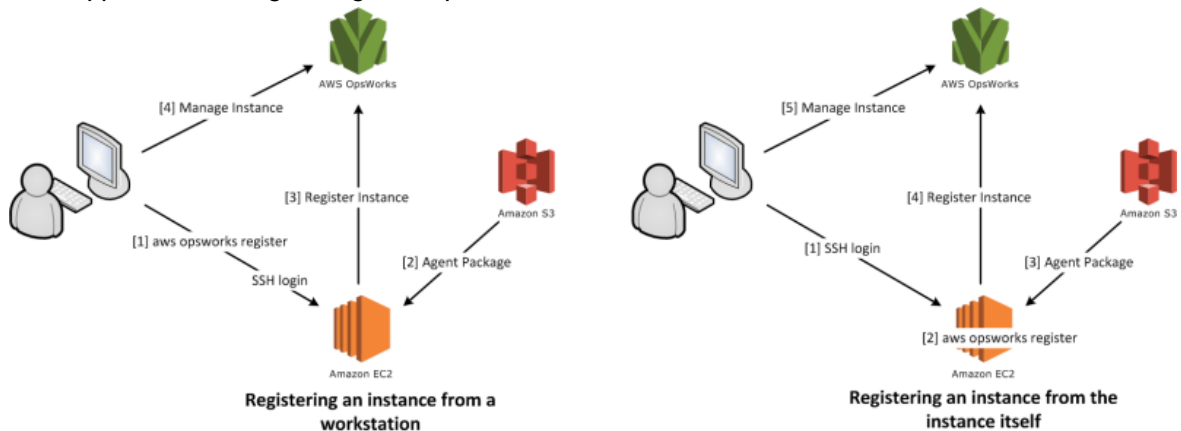 AWS OpsWorks
[4] Manage Instance
[3] Register Instance
Amazon S3
[1] aws opsworks register
SSH login
[2] Agent Package
Amazon EC2
Registering an instance from a
workstation
AWS OpsWorks
[5] Manage Instance
[4] Register Instance
Amazon S3
[1] SSH login
[3] Agent Package
[2] aws opsworks register
Amazon EC2
Registering an instance from the
instance itself